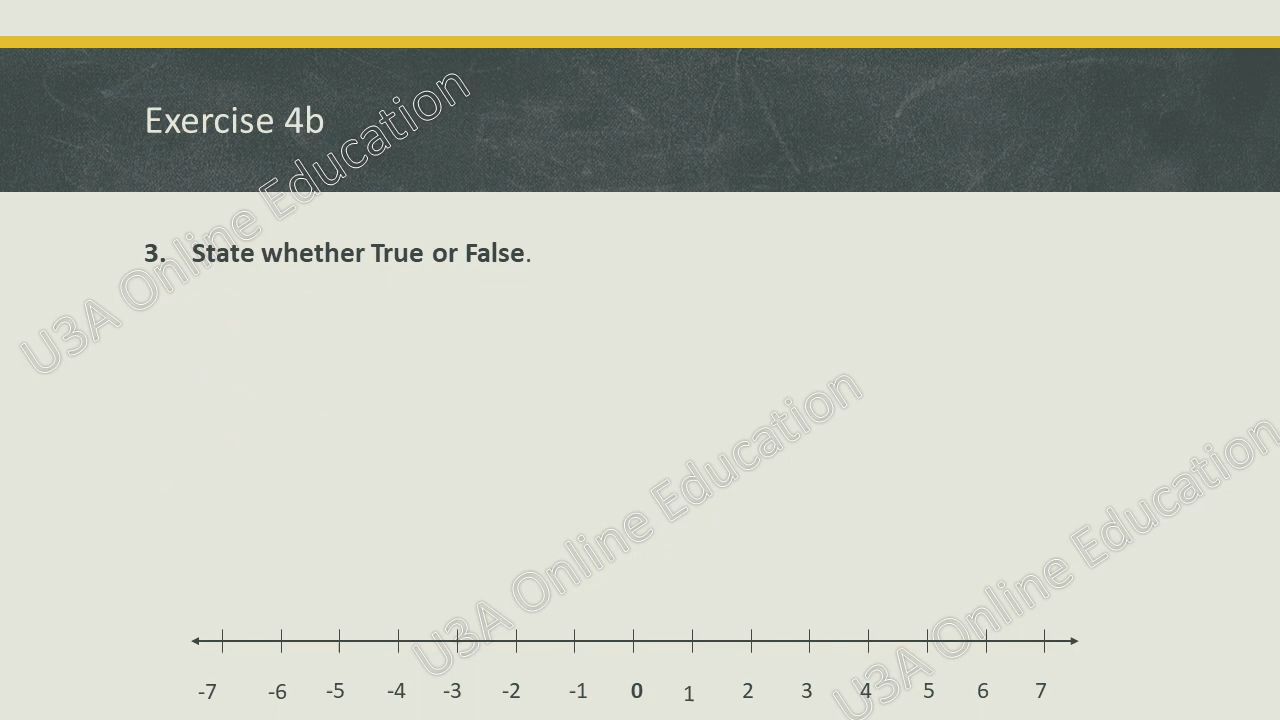 Exercise 4b
3. State whether True or False.
-7 -6 -5 -4 -3 -2 -1 0 1 2 3 4 5 6 7
U3A Online Education
U3A Online Education
U3A Online Education